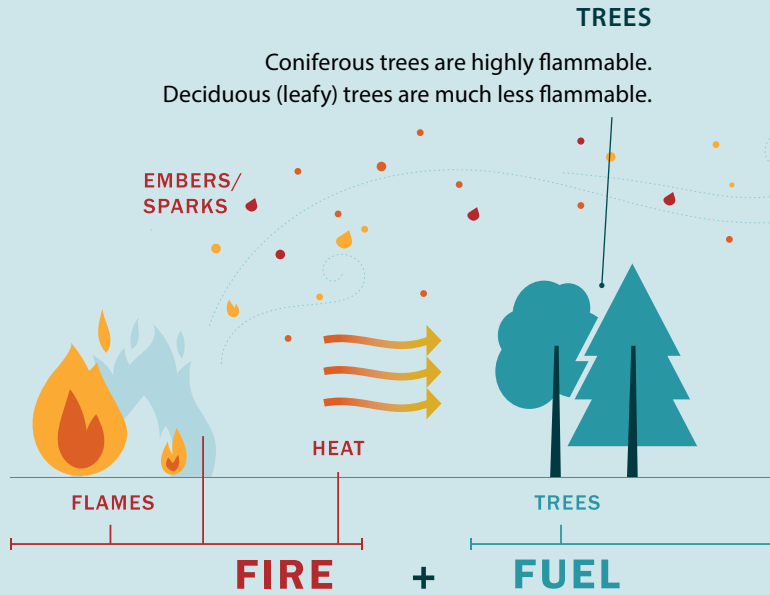 TREES
Coniferous trees are highly flammable.
Deciduous (leafy) trees are much less flammable.
EMBERS/
SPARKS
HEAT
FLAMES
TREES
FIRE + FUEL